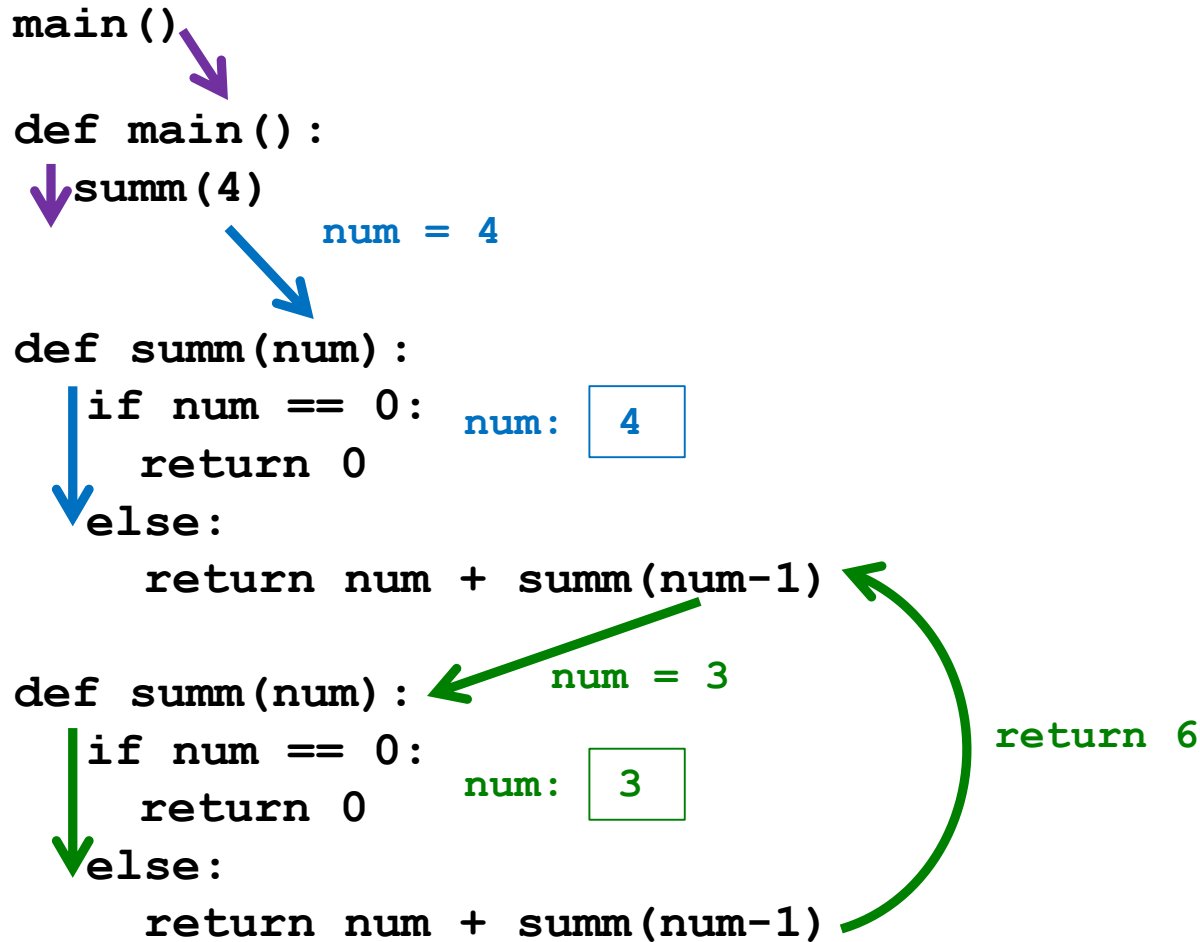 main()
def main():
summ(4)
num = 4
def summ(num):
if num == 0:
num: 4
return 0
else:
return num + summ(num-1)
num = 3
def summ(num):
if num == 0:
return 6
num: 3
return 0
else:
return num + summ(num-1)